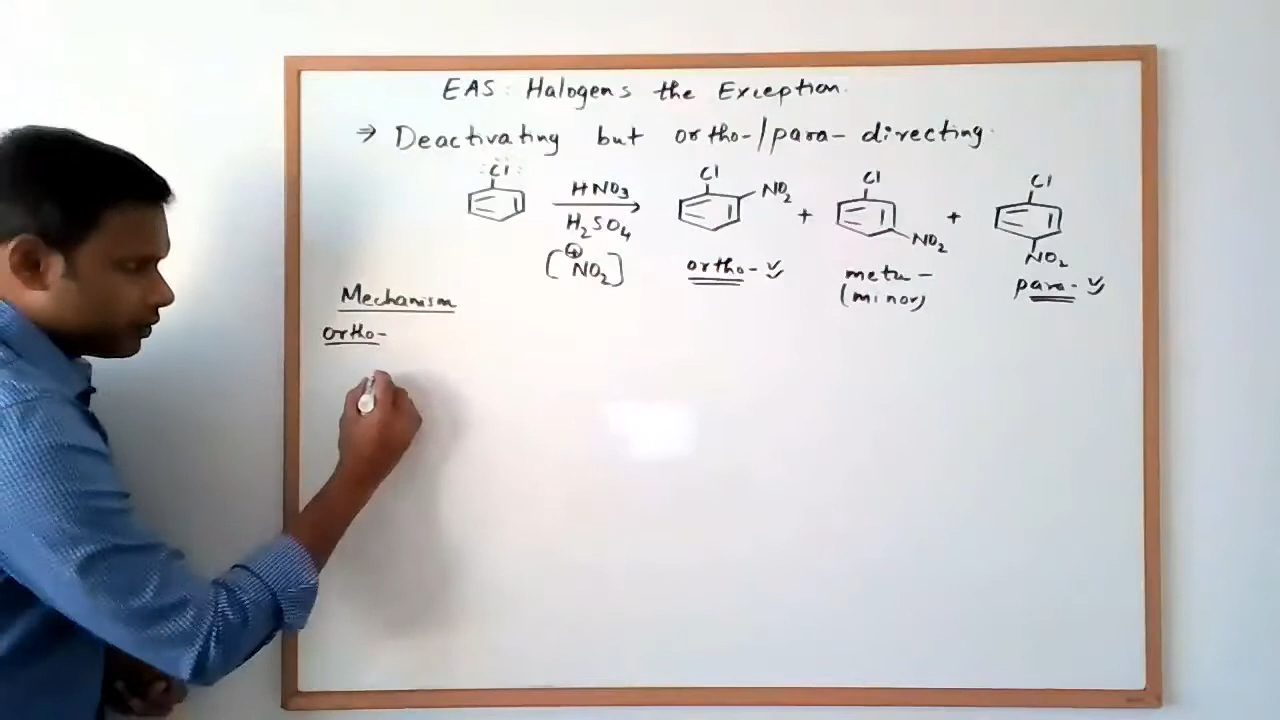 EAS: Halogens the Exception.
⇒ Deactivating but ortho-/para- directing.
:Cl: HNO3 Cl NO2 + Cl NO2 + Cl NO2
H2SO4
[⊕NO2] ortho- meta- para-
(minor)
Mechanism
Ortho-